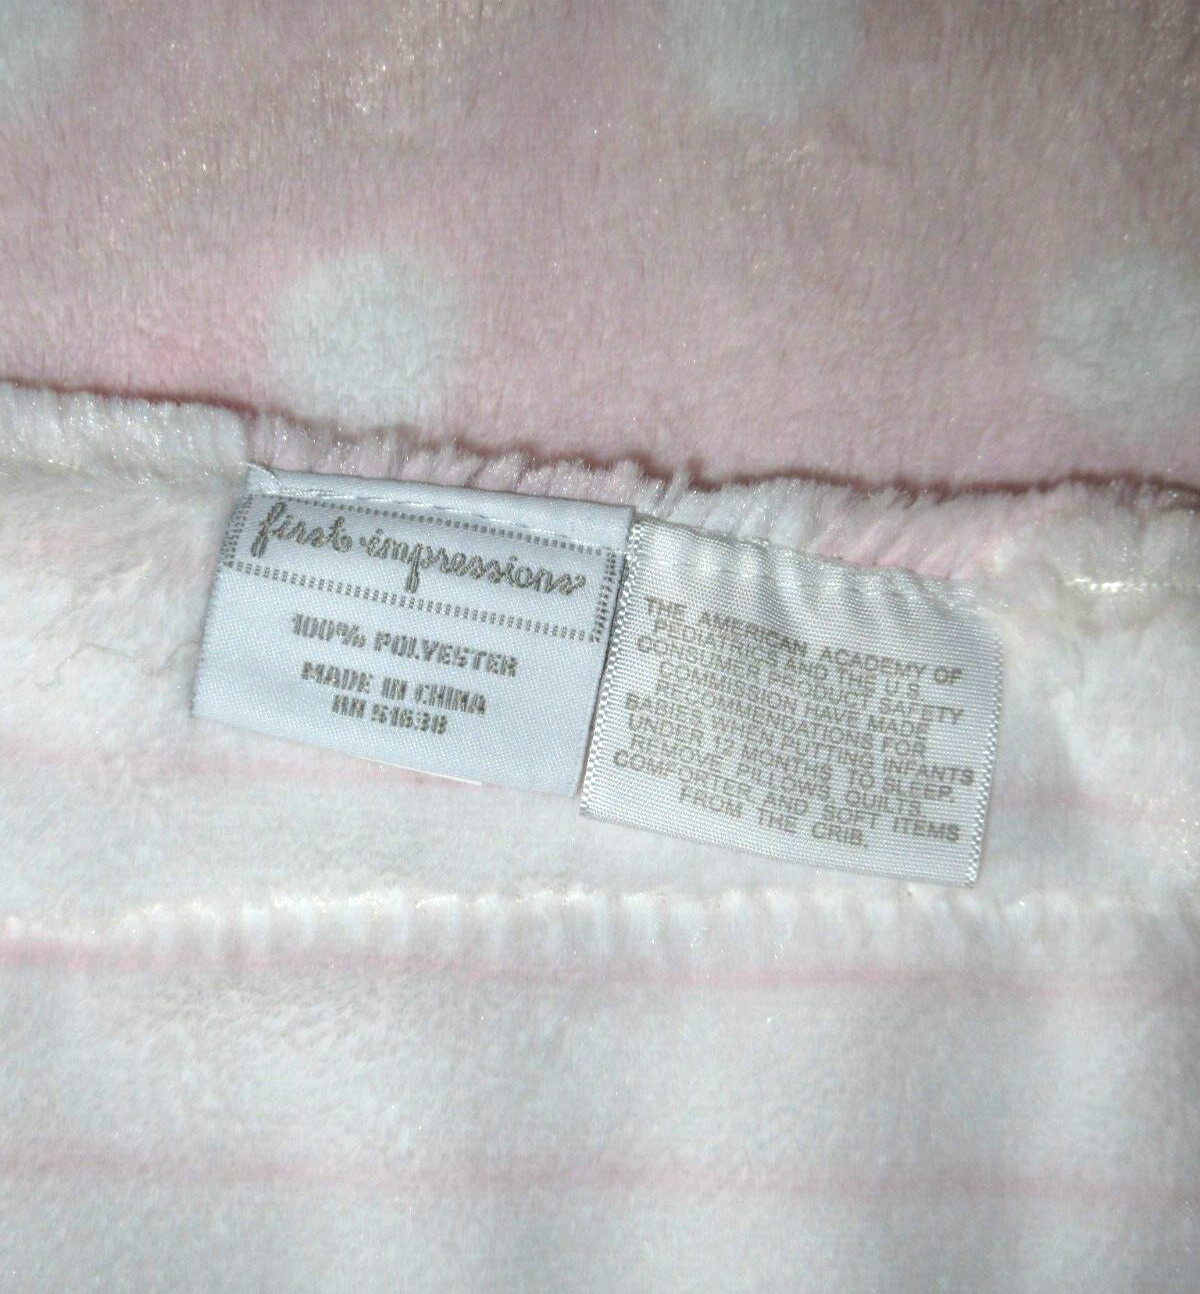 first impressions
100% POLYESTER
MADE IN CHINA
RN 51638
THE AMERICAN ACADEMY OF
PEDIATRICS AND THE U.S
CONSUMER PRODUCT SAFETY
COMMISSION HAVE MADE
RECOMMENDATIONS FOR
BABIES WHEN PUTTING INFANTS
UNDER 12 MONTHS TO SLEEP.
REMOVE PILLOWS, QUILTS,
COMFORTER AND SOFT ITEMS
FROM THE CRIB.